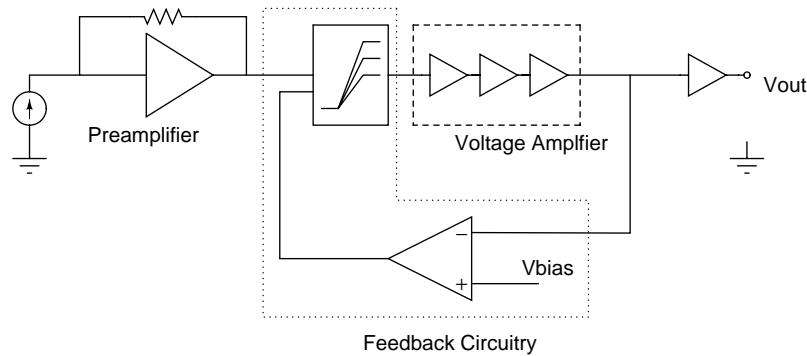 Preamplifier
Voltage Amplfier
Vout
−
+
Vbias
Feedback Circuitry